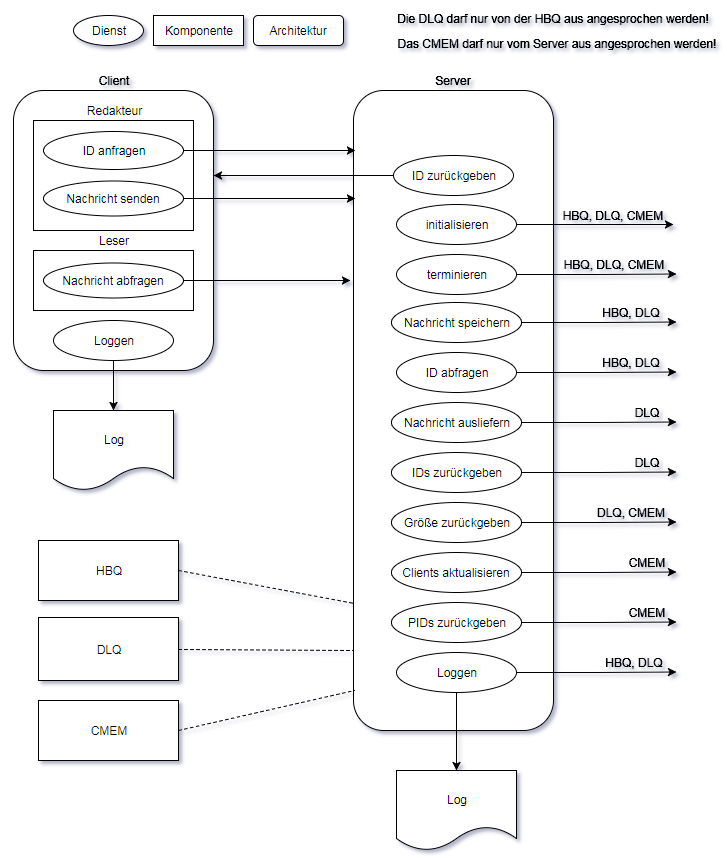 Dienst
Komponente
Architektur
Die DLQ darf nur von der HBQ aus angesprochen werden!
Das CMEM darf nur vom Server aus angesprochen werden!
Client
Redakteur
ID anfragen
Nachricht senden
Leser
Nachricht abfragen
Loggen
Log
HBQ
DLQ
CMEM
Server
ID zurückgeben
initialisieren
HBQ, DLQ, CMEM
terminieren
HBQ, DLQ, CMEM
Nachricht speichern
HBQ, DLQ
ID abfragen
HBQ, DLQ
Nachricht ausliefern
DLQ
IDs zurückgeben
DLQ
Größe zurückgeben
DLQ, CMEM
Clients aktualisieren
CMEM
PIDs zurückgeben
CMEM
Loggen
HBQ, DLQ
Log